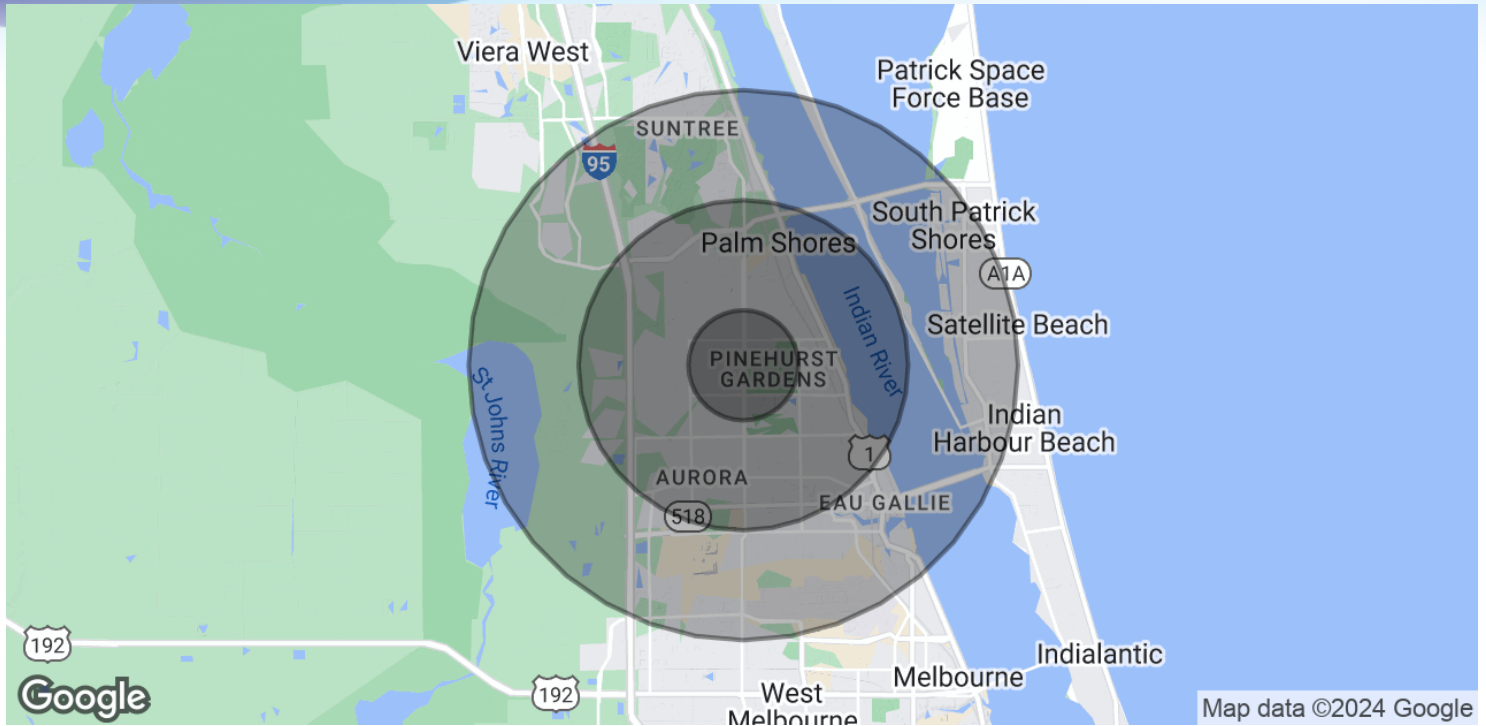 Viera West
Patrick Space
Force Base
SUNTREE
95
South Patrick
Shores
Palm Shores
A1A
Indian River
Satellite Beach
PINEHURST
GARDENS
St Johns River
Indian
Harbour Beach
1
AURORA
EAU GALLIE
518
192
Indialantic
Melbourne
192
West
Melbourne
Google
Map data ©2024 Google